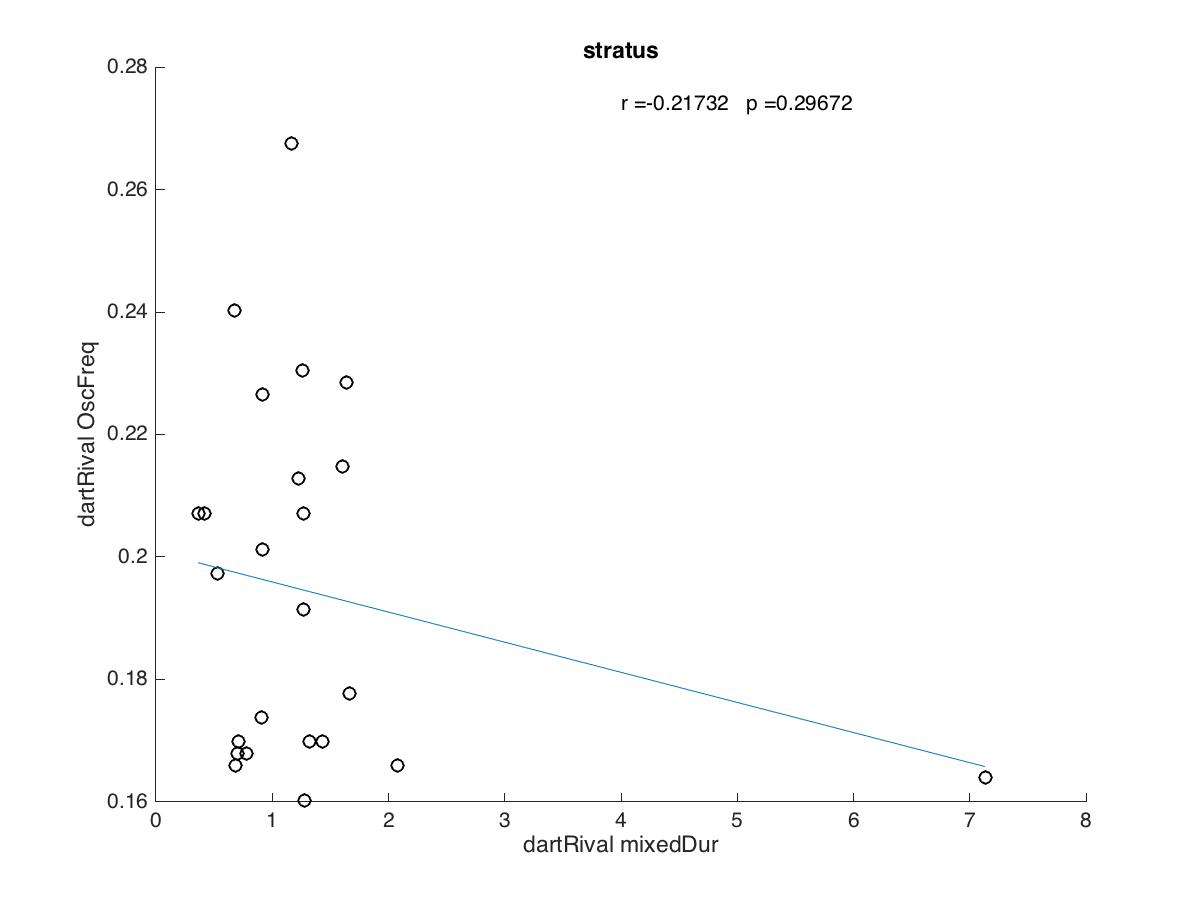 stratus
r =-0.21732 p =0.29672
0.28
0.26
0.24
0.22
0.2
0.18
0.16
dartRival OscFreq
0 1 2 3 4 5 6 7 8
dartRival mixedDur